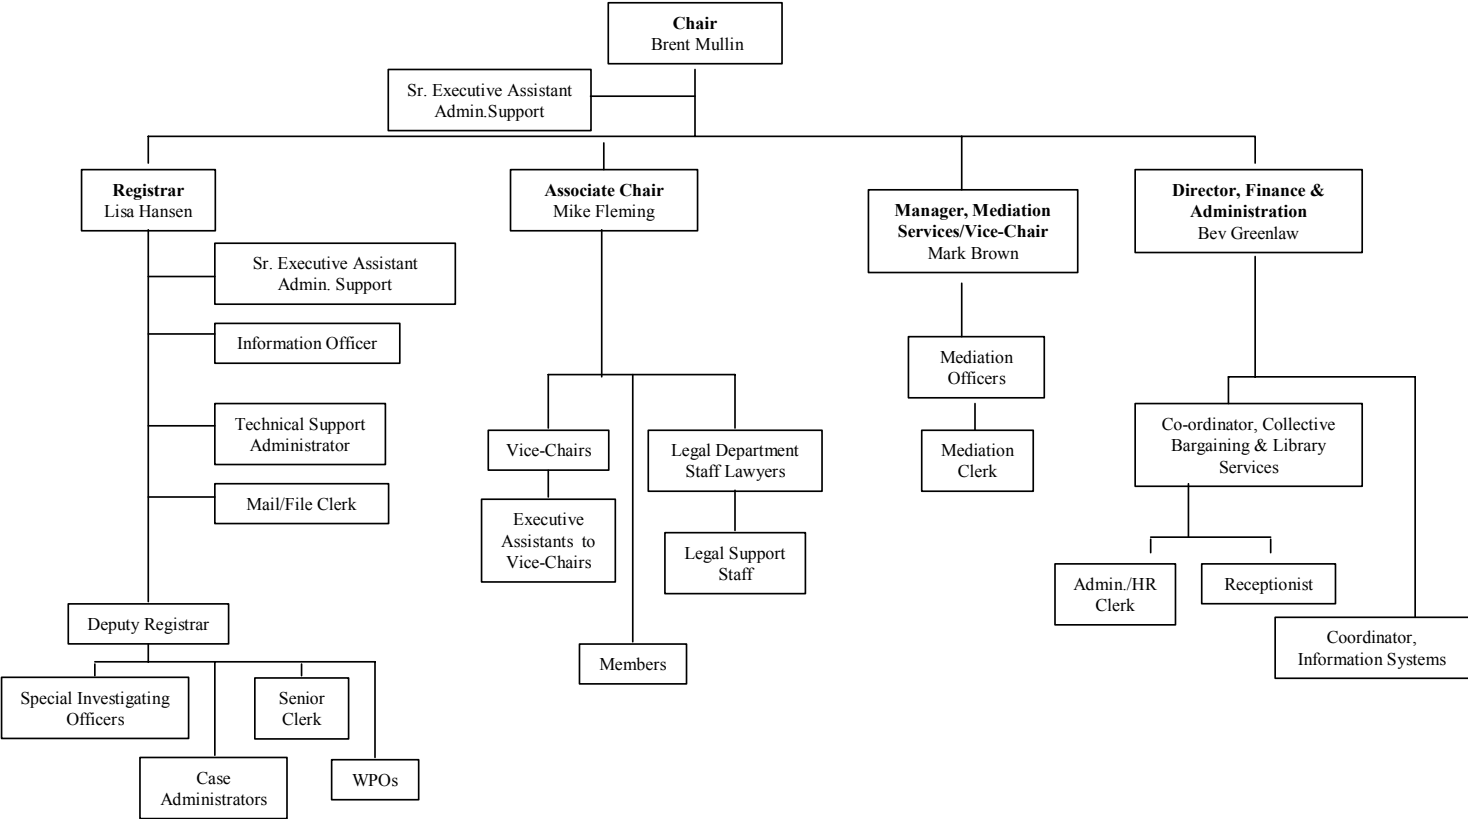 Chair
Brent Mullin
Sr. Executive Assistant
Admin.Support
Registrar
Lisa Hansen
Associate Chair
Mike Fleming
Manager, Mediation
Services/Vice-Chair
Mark Brown
Director, Finance &
Administration
Bev Greenlaw
Sr. Executive Assistant
Admin. Support
Information Officer
Technical Support
Administrator
Mail/File Clerk
Deputy Registrar
Special Investigating
Officers
Case
Administrators
Senior
Clerk
WPOs
Vice-Chairs
Executive
Assistants to
Vice-Chairs
Members
Legal Department
Staff Lawyers
Legal Support
Staff
Mediation
Officers
Mediation
Clerk
Co-ordinator, Collective
Bargaining & Library
Services
Admin./HR
Clerk
Receptionist
Coordinator,
Information Systems